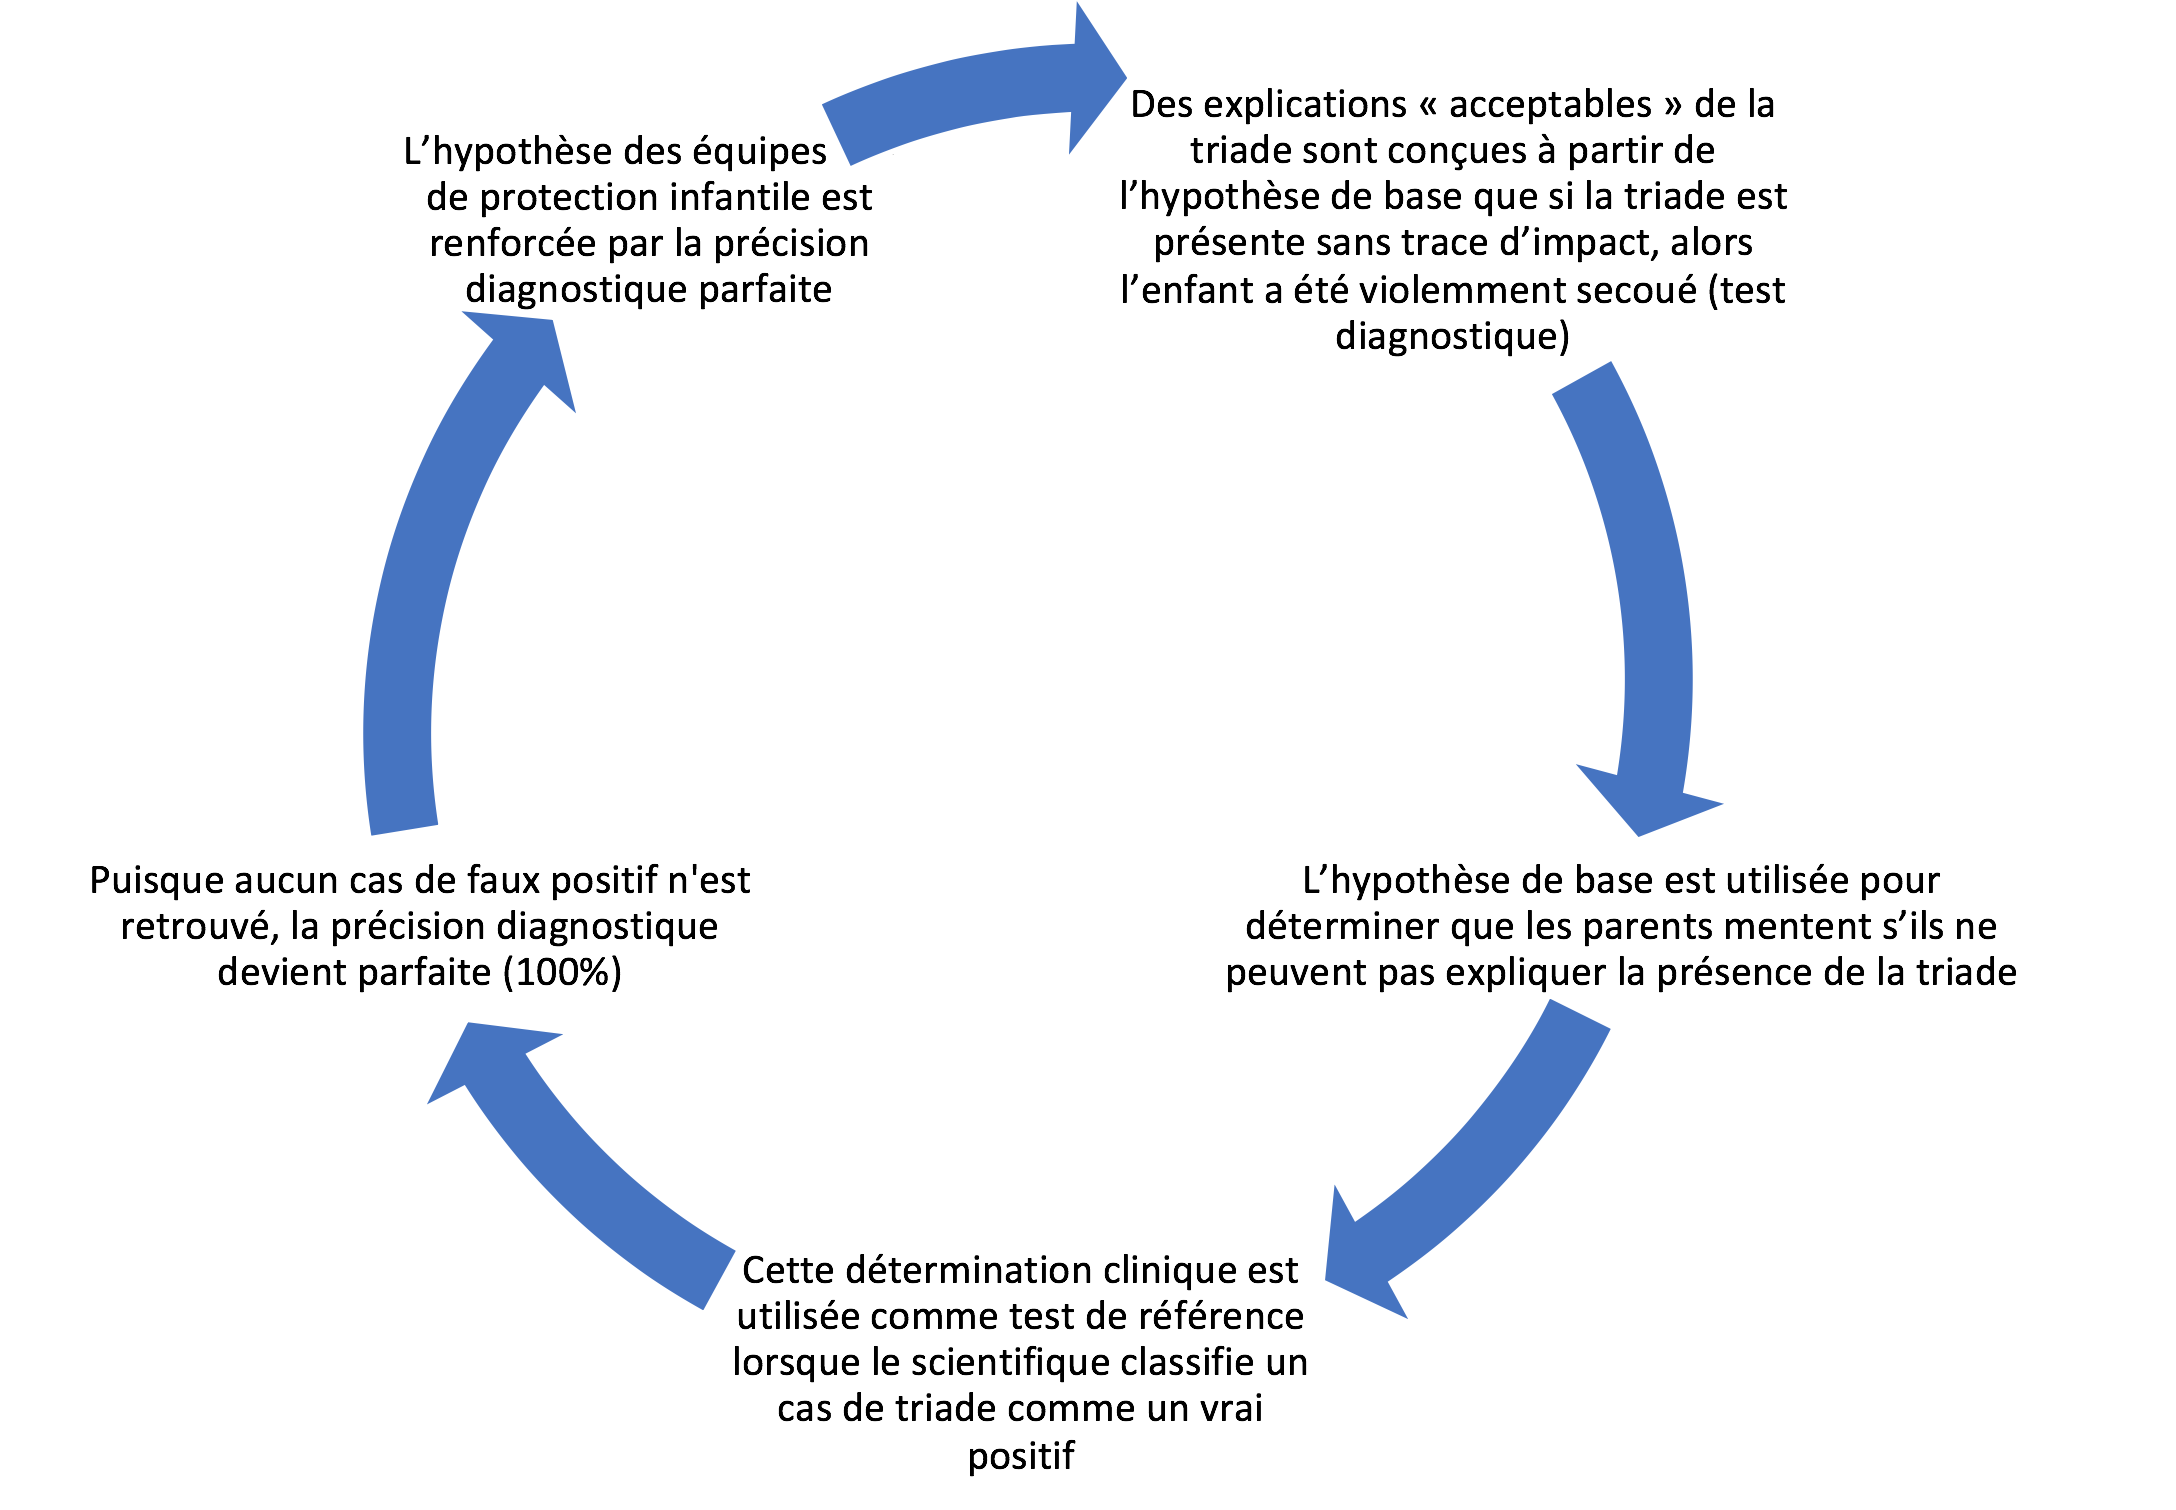 L’hypothèse des équipes
de protection infantile est
renforcée par la précision
diagnostique parfaite
Des explications « acceptables » de la
triade sont conçues à partir de
l’hypothèse de base que si la triade est
présente sans trace d’impact, alors
l’enfant a été violemment secoué (test
diagnostique)
L’hypothèse de base est utilisée pour
déterminer que les parents mentent s’ils ne
peuvent pas expliquer la présence de la triade
Cette détermination clinique est
utilisée comme test de référence
lorsque le scientifique classifie un
cas de triade comme un vrai
positif
Puisque aucun cas de faux positif n'est
retrouvé, la précision diagnostique
devient parfaite (100%)